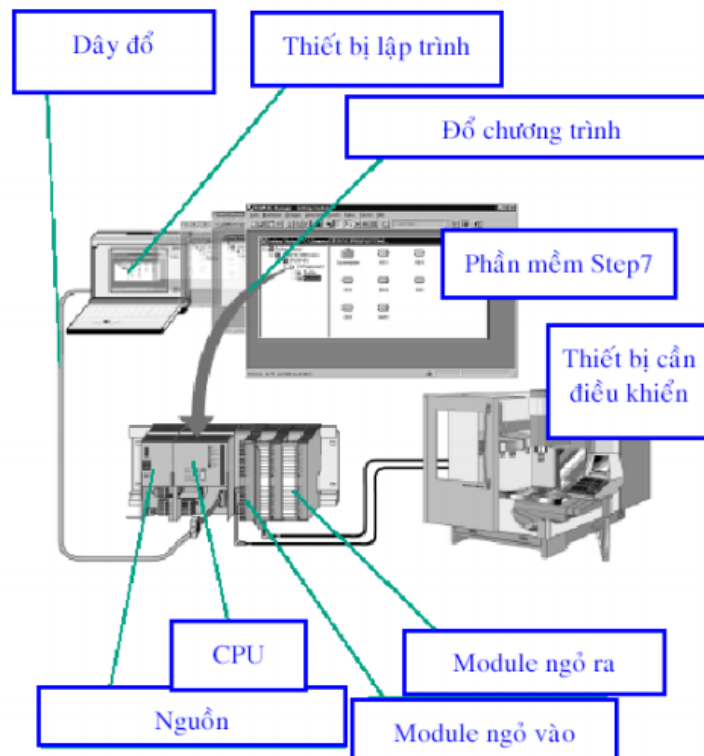 Dây đổ
Thiết bị lập trình
Đổ chương trình
Phần mềm Step7
Thiết bị cần
điều khiển
CPU
Module ngỏ ra
Nguồn
Module ngỏ vào